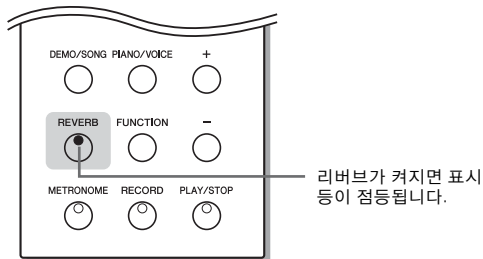 DEMO/SONG PIANO/VOICE +
REVERB FUNCTION −
리버브가 켜지면 표시
등이 점등됩니다.
METRONOME RECORD PLAY/STOP